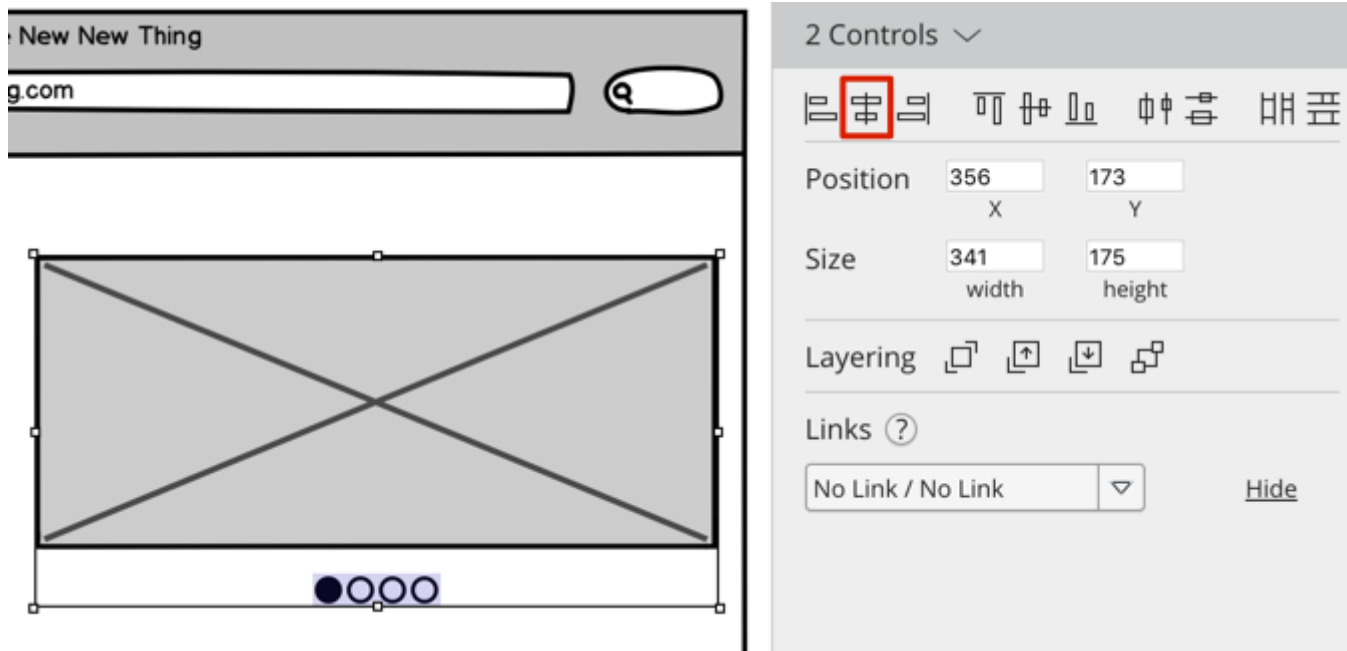 New New Thing
g.com
2 Controls
Position 356 173
X Y
Size 341 175
width height
Layering
Links ?
No Link / No Link Hide